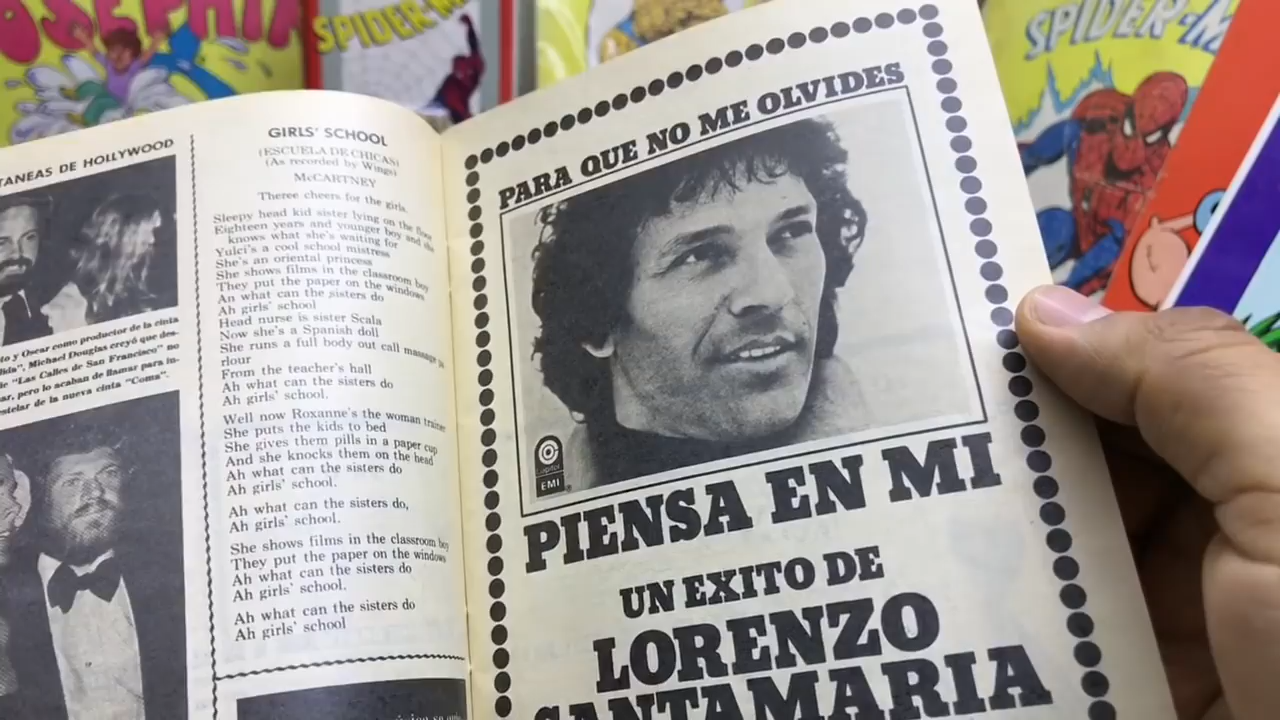 JOSEPHIN
SPIDER-M
SPIDER-M
TANEAS DE HOLLYWOOD
to y Oscar como productor de la cinta
lida", Michael Douglas creyó que des-
de "Las Calles de San Francisco" no
ar, pero lo acaban de llamar para in-
estelar de la nueva cinta "Coma".
GIRLS' SCHOOL
(ESCUELA DE CHICAS)
(As recorded by Wings)
McCARTNEY
Theree cheers for the girls.
Sleepy head kid sister lying on the floor
Eighteen years and younger boy and she
knows what she's waiting for
Yulci's a cool school mistress
She's an oriental princess
She shows films in the classroom boy
They put the paper on the windows
An what can the sisters do
Ah girls' school
Head nurse is sister Scala
Now she's a Spanish doll
She runs a full body out call massage pa
rlour
From the teacher's hall
Ah what can the sisters do
Ah girls' school.
Well now Roxanne's the woman trainer
She puts the kids to bed
She gives them pills in a paper cup
And she knocks them on the head
Ah what can the sisters do
Ah girls' school.
Ah what can the sisters do,
Ah girls' school.
She shows films in the classroom boy
They put the paper on the windows
Ah what can the sisters do
Ah girls' school.
Ah what can the sisters do
Ah girls' school
PARA QUE NO ME OLVIDES
Capitol
EMI
PIENSA EN MI
UN EXITO DE
LORENZO
SANTAMARIA